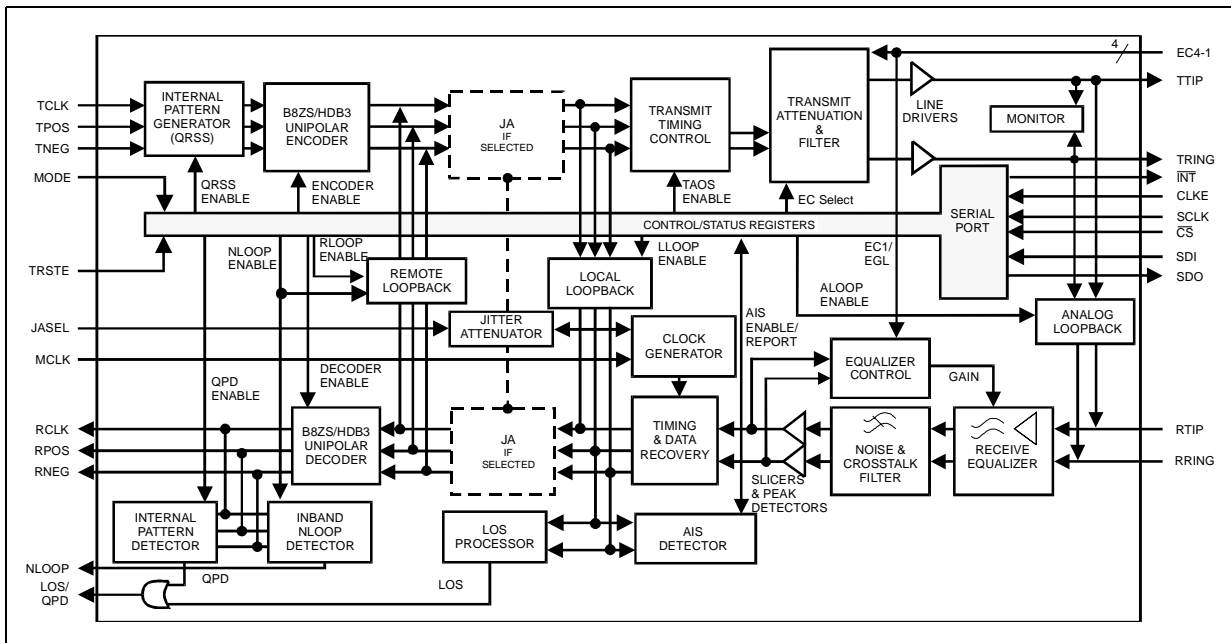 4
EC4-1
TCLK
TPOS
TNEG
MODE
TRSTE
JASEL
MCLK
RCLK
RPOS
RNEG
NLOOP
LOS/
QPD
INTERNAL
PATTERN
GENERATOR
(QRSS)
B8ZS/HDB3
UNIPOLAR
ENCODER
JA
IF
SELECTED
TRANSMIT
TIMING
CONTROL
TRANSMIT
ATTENUATION
&
FILTER
LINE
DRIVERS
MONITOR
TTIP
TRING
INT
CLKE
SCLK
CS
SDI
SDO
RTIP
RRING
QRSS
ENABLE
ENCODER
ENABLE
TAOS
ENABLE
EC Select
CONTROL/STATUS REGISTERS
SERIAL
PORT
NLOOP
ENABLE
RLOOP
ENABLE
REMOTE
LOOPBACK
LOCAL
LOOPBACK
LLOOP
ENABLE
EC1/
EGL
ALOOP
ENABLE
ANALOG
LOOPBACK
JITTER
ATTENUATOR
CLOCK
GENERATOR
AIS
ENABLE/
REPORT
EQUALIZER
CONTROL
GAIN
QPD
ENABLE
DECODER
ENABLE
B8ZS/HDB3
UNIPOLAR
DECODER
JA
IF
SELECTED
TIMING
& DATA
RECOVERY
SLICERS
& PEAK
DETECTORS
NOISE &
CROSSTALK
FILTER
RECEIVE
EQUALIZER
INTERNAL
PATTERN
DETECTOR
INBAND
NLOOP
DETECTOR
LOS
PROCESSOR
AIS
DETECTOR
QPD
LOS